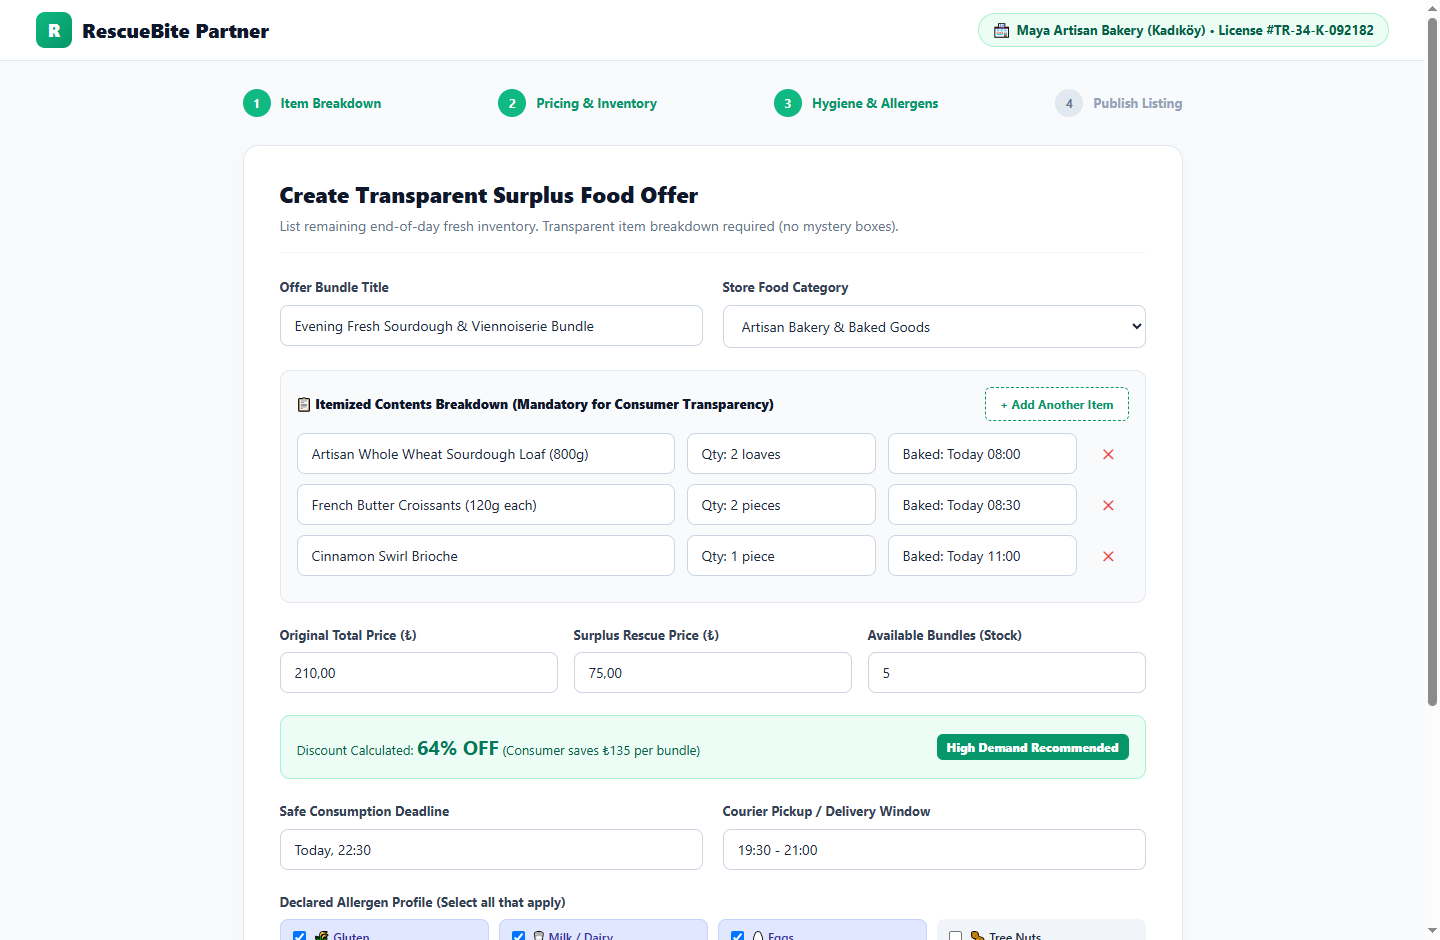 R RescueBite Partner
Maya Artisan Bakery (Kadıköy) • License #TR-34-K-092182
1 Item Breakdown
2 Pricing & Inventory
3 Hygiene & Allergens
4 Publish Listing
Create Transparent Surplus Food Offer
List remaining end-of-day fresh inventory. Transparent item breakdown required (no mystery boxes).
Offer Bundle Title
Store Food Category
Evening Fresh Sourdough & Viennoiserie Bundle
Artisan Bakery & Baked Goods
Itemized Contents Breakdown (Mandatory for Consumer Transparency)
+ Add Another Item
Artisan Whole Wheat Sourdough Loaf (800g)
Qty: 2 loaves
Baked: Today 08:00
French Butter Croissants (120g each)
Qty: 2 pieces
Baked: Today 08:30
Cinnamon Swirl Brioche
Qty: 1 piece
Baked: Today 11:00
Original Total Price (₺)
Surplus Rescue Price (₺)
Available Bundles (Stock)
210,00
75,00
5
Discount Calculated: 64% OFF (Consumer saves ₺135 per bundle)
High Demand Recommended
Safe Consumption Deadline
Courier Pickup / Delivery Window
Today, 22:30
19:30 - 21:00
Declared Allergen Profile (Select all that apply)
Gluten
Milk / Dairy
Eggs
Tree Nuts